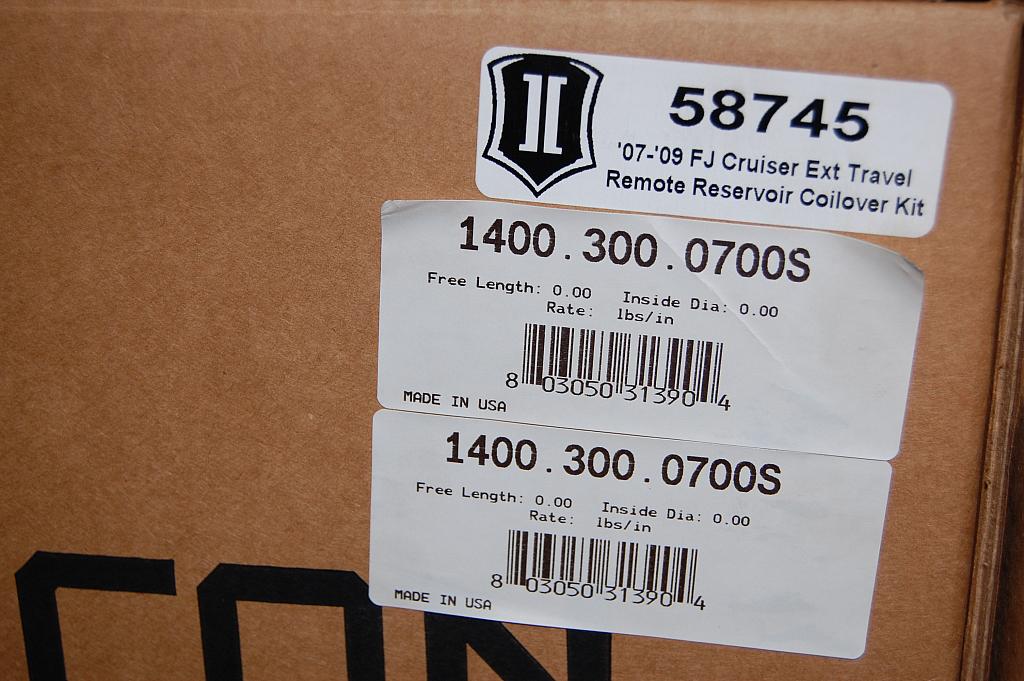 58745
'07-'09 FJ Cruiser Ext Travel
Remote Reservoir Coilover Kit
1400.300.0700S
Free Length: 0.00 Inside Dia: 0.00
Rate: lbs/in
8 03050 31390 4
MADE IN USA
1400.300.0700S
Free Length: 0.00 Inside Dia: 0.00
Rate: lbs/in
8 03050 31390 4
MADE IN USA
CON